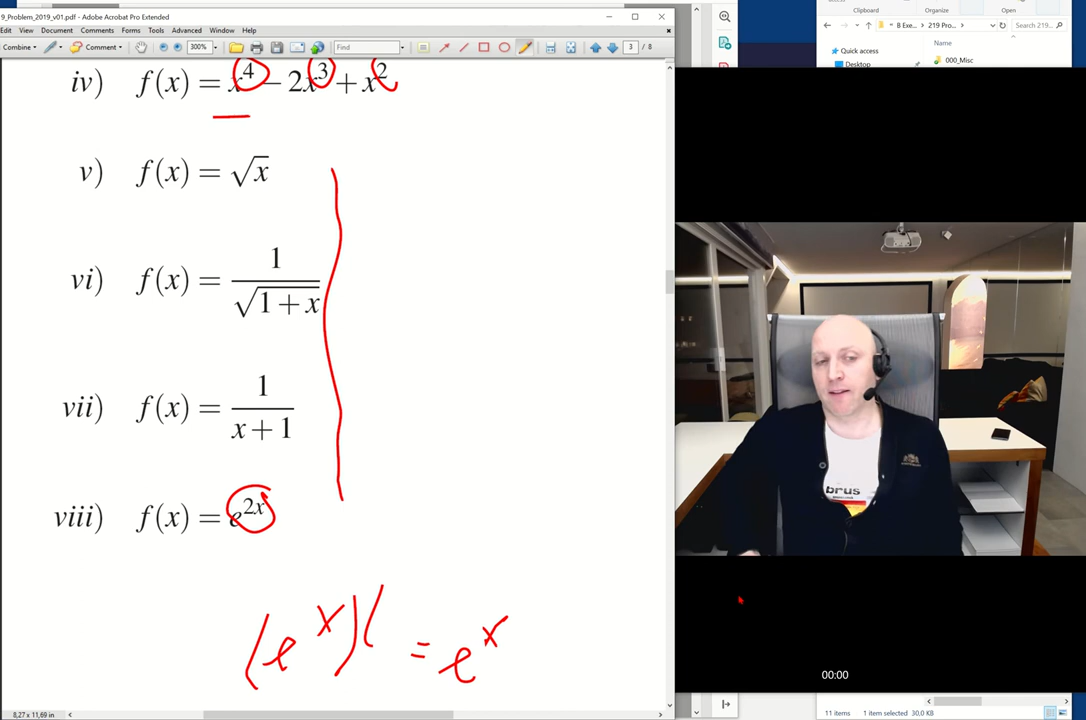 9_Problem_2019_v01.pdf - Adobe Acrobat Pro Extended
Edit View Document Comments Forms Tools Advanced Window Help
Combine Comment 300% Find 3 / 8
iv) f(x) = x⁴ − 2x³ + x²
v) f(x) = √x
vi) f(x) = 1/√(1+x)
vii) f(x) = 1/(x+1)
viii) f(x) = e^{2x}
(e^x)' = e^x
8,27 x 11,69 in
Clipboard Organize Open
B Exe... 219 Pro... Search 219...
Name
Quick access
Desktop
000_Misc
brus
00:00
11 items 1 item selected 30,0 KB